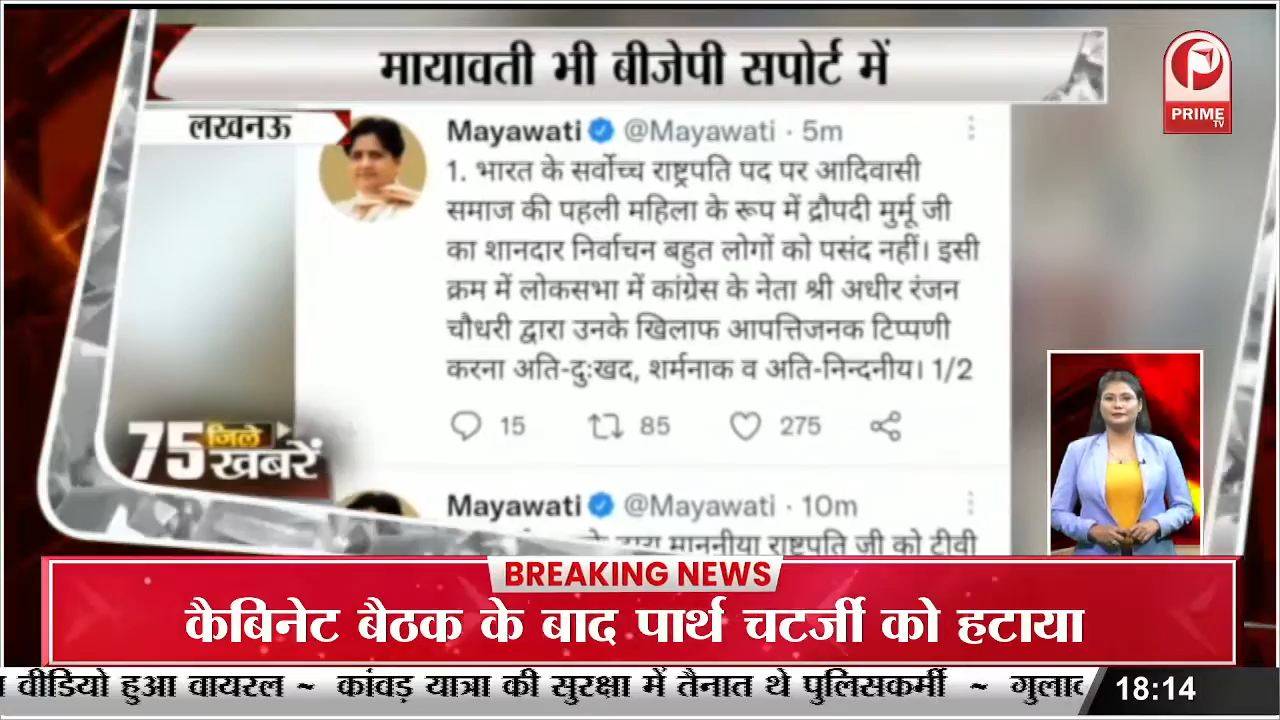 मायावती भी बीजेपी सपोर्ट में
PRIME
TV
लखनऊ
Mayawati @Mayawati · 5m
1. भारत के सर्वोच्च राष्ट्रपति पद पर आदिवासी
समाज की पहली महिला के रूप में द्रौपदी मुर्मू जी
का शानदार निर्वाचन बहुत लोगों को पसंद नहीं। इसी
क्रम में लोकसभा में कांग्रेस के नेता श्री अधीर रंजन
चौधरी द्वारा उनके खिलाफ आपत्तिजनक टिप्पणी
करना अति-दुःखद, शर्मनाक व अति-निन्दनीय। 1/2
15 85 275
75 जिले
खबरें
Mayawati @Mayawati · 10m
माननीया राष्ट्रपति जी को टीवी
BREAKING NEWS
कैबिनेट बैठक के बाद पार्थ चटर्जी को हटाया
वीडियो हुआ वायरल ~ कांवड़ यात्रा की सुरक्षा में तैनात थे पुलिसकर्मी ~
18:14